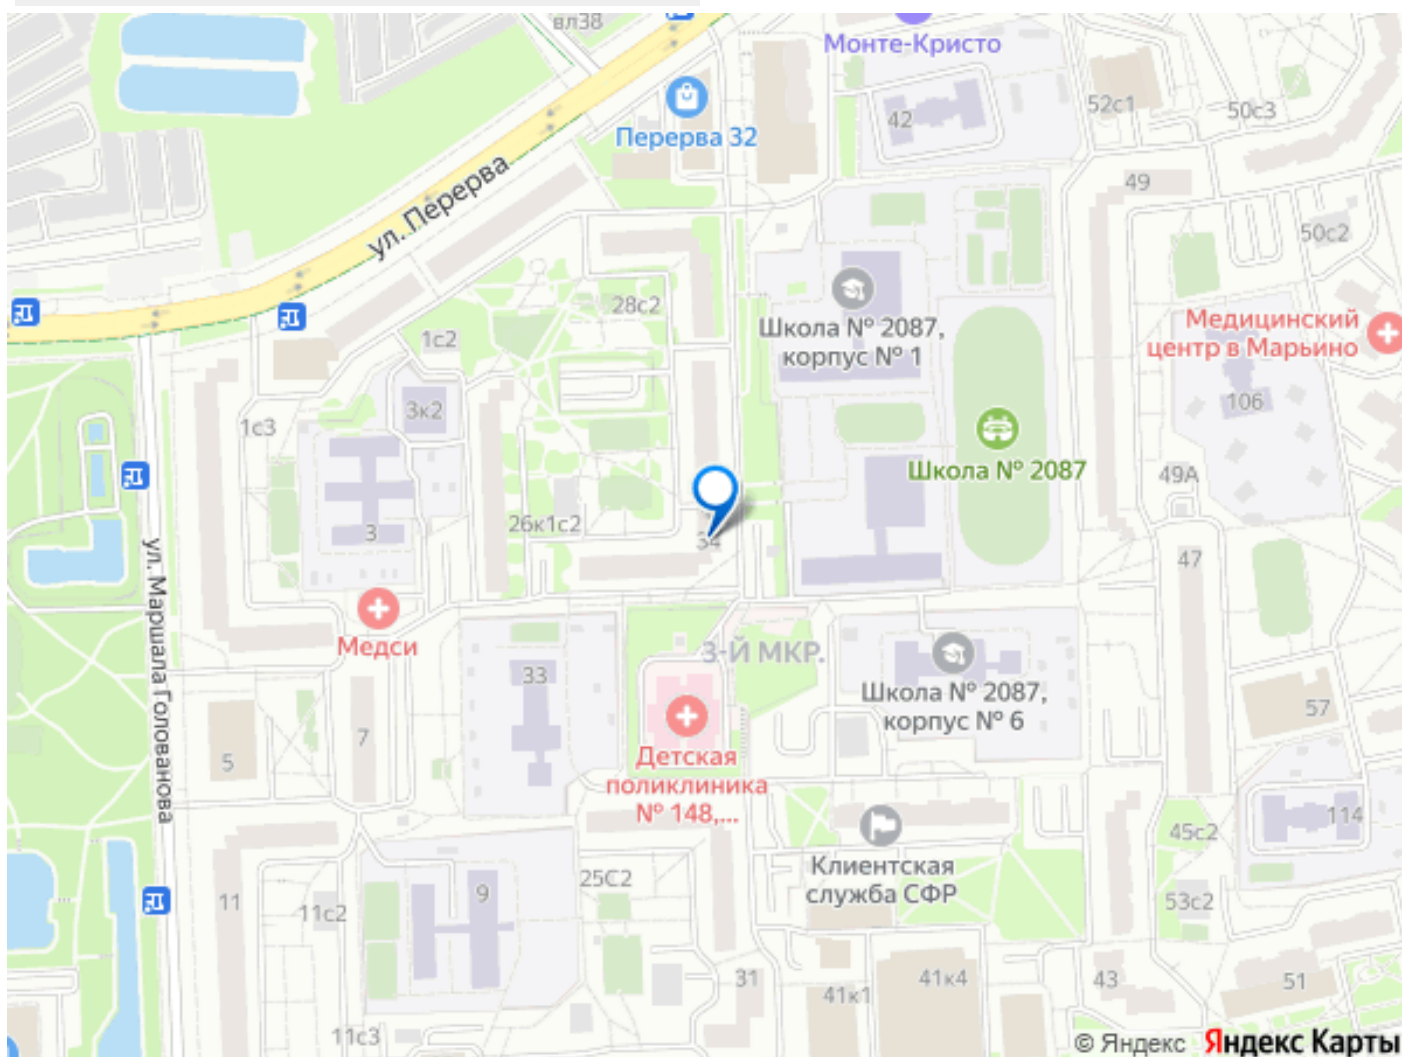 вл38
Монте-Кристо
Перерва 32
42
52с1
50с3
ул. Перерва
49
50с2
28с2
Школа № 2087,
корпус № 1
Медицинский
центр в Марьино
1с2
3к2
1с3
106
Школа № 2087
49А
3
26к1с2
34
47
ул. Маршала Голованова
Медси
3-Й МКР.
33
Школа № 2087,
корпус № 6
57
7
5
Детская
поликлиника
№ 148,...
114
45с2
Клиентская
служба СФР
25С2
9
11
11с2
53с2
31
41к1
41к4
43
51
11с3
© Яндекс Яндекс Карты